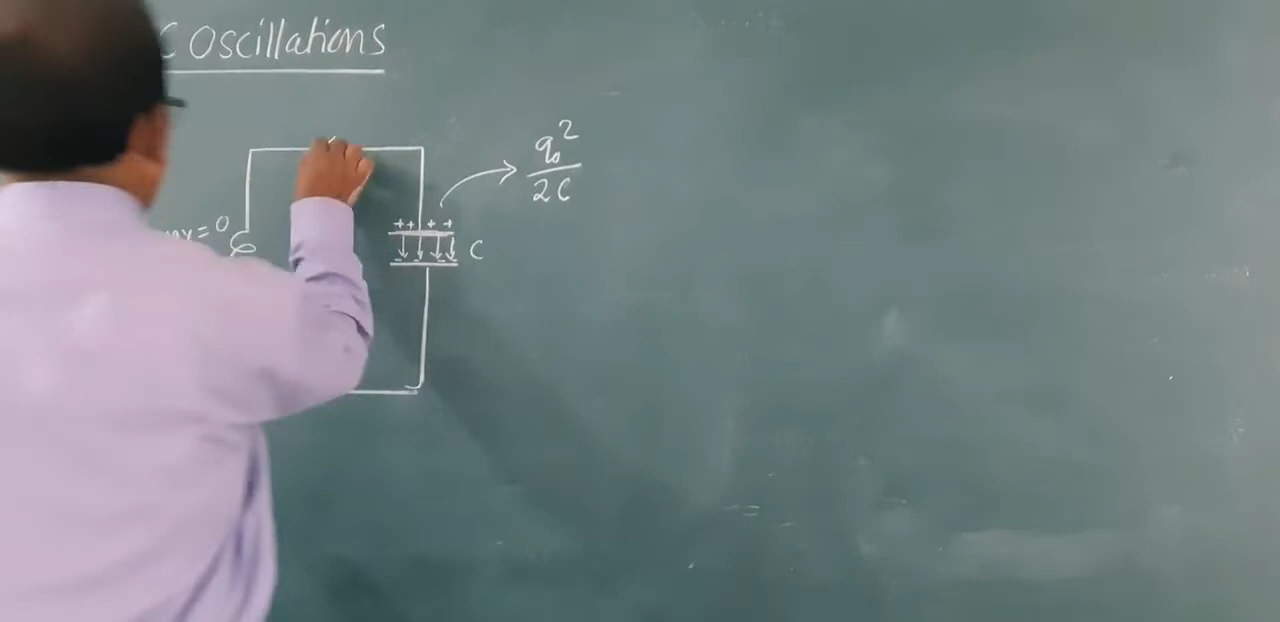 C Oscillations
q₀²
2C
= 0
++ + +
C